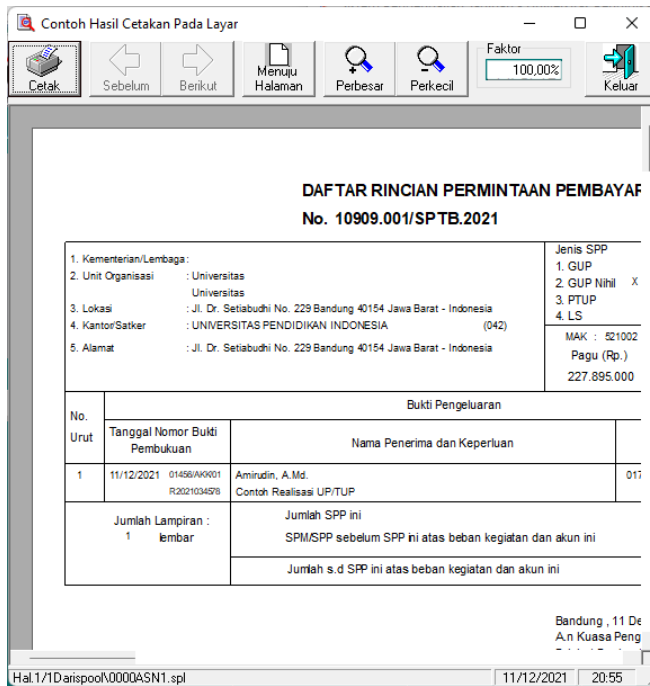 Contoh Hasil Cetakan Pada Layar
Cetak
Sebelum
Berikut
Menuju
Halaman
Perbesar
Perkecil
Faktor
100,00%
Keluar
DAFTAR RINCIAN PERMINTAAN PEMBAYAR
No. 10909.001/SPTB.2021
1. Kementerian/Lembaga :
2. Unit Organisasi : Universitas
Universitas
3. Lokasi : Jl. Dr. Setiabudhi No. 229 Bandung 40154 Jawa Barat - Indonesia
4. Kantor/Satker : UNIVERSITAS PENDIDIKAN INDONESIA (042)
5. Alamat : Jl. Dr. Setiabudhi No. 229 Bandung 40154 Jawa Barat - Indonesia
Jenis SPP
1. GUP
2. GUP Nihil X
3. PTUP
4. LS
MAK : 521002
Pagu (Rp.)
227.895.000
No.
Urut
Bukti Pengeluaran
Tanggal Nomor Bukti
Pembukuan
Nama Penerima dan Keperluan
1 11/12/2021 01456/AKK01 Amirudin, A.Md. 017
R2021034578 Contoh Realisasi UP/TUP
Jumlah Lampiran :
1 lembar
Jumlah SPP ini
SPM/SPP sebelum SPP ini atas beban kegiatan dan akun ini
Jumlah s.d SPP ini atas beban kegiatan dan akun ini
Bandung , 11 De
A.n Kuasa Peng
Hal.1/1Darispool\0000ASN1.spl
11/12/2021
20:55